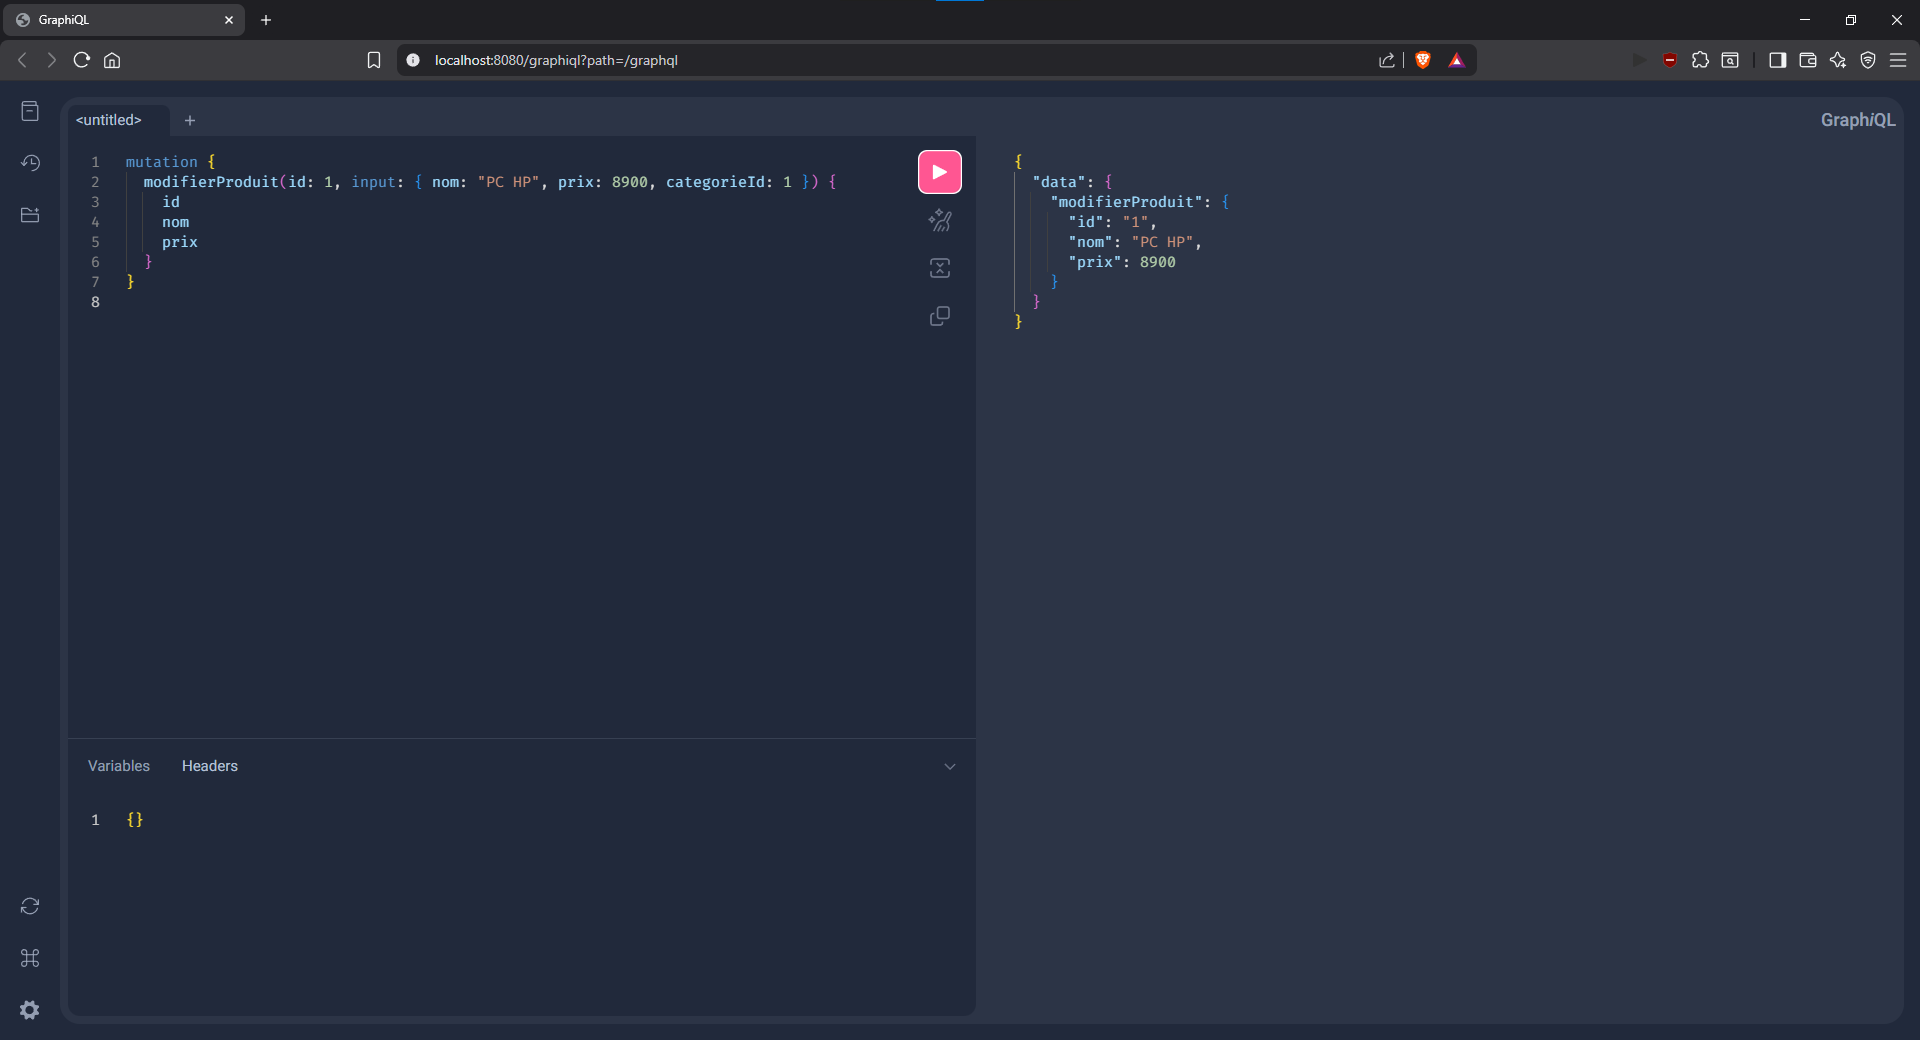 GraphiQL
localhost:8080/graphiql?path=/graphql
<untitled>
GraphiQL
1 mutation {
2 modifierProduit(id: 1, input: { nom: "PC HP", prix: 8900, categorieId: 1 }) {
3 id
4 nom
5 prix
6 }
7 }
8
{
"data": {
"modifierProduit": {
"id": "1",
"nom": "PC HP",
"prix": 8900
}
}
}
Variables Headers
1 {}